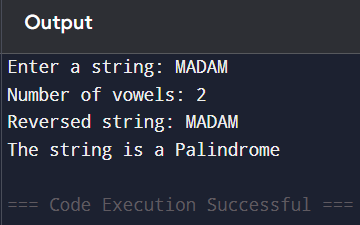 Output
Enter a string: MADAM
Number of vowels: 2
Reversed string: MADAM
The string is a Palindrome
=== Code Execution Successful ===